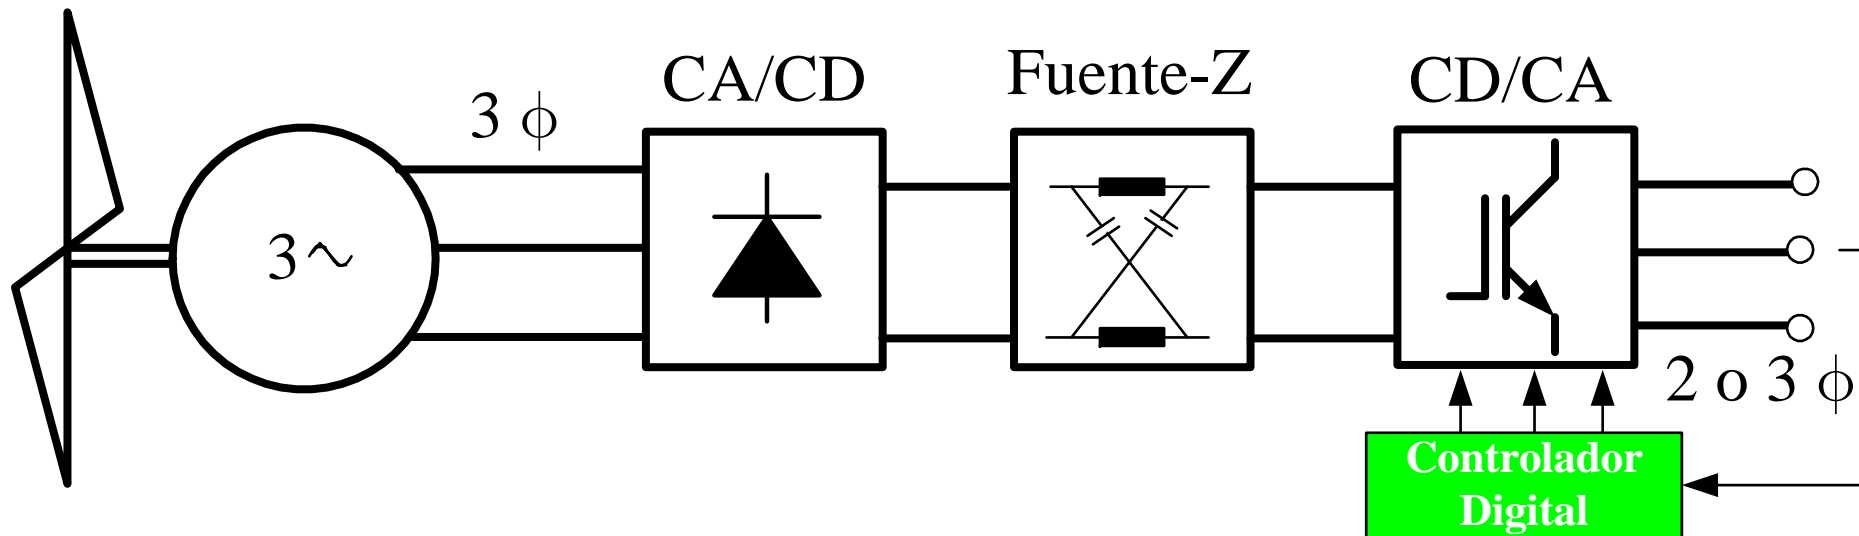 CA/CD
Fuente-Z
CD/CA
3 ϕ
3~
2 o 3 ϕ
Controlador
Digital